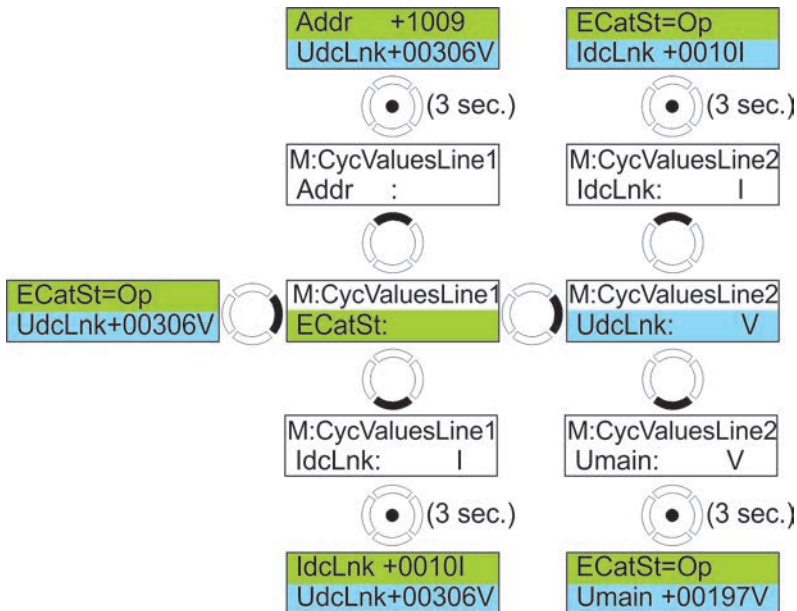 Addr +1009
UdcLnk+00306V
ECatSt=Op
IdcLnk +0010I
(3 sec.)
(3 sec.)
M:CycValuesLine1
Addr :
M:CycValuesLine2
IdcLnk: I
ECatSt=Op
UdcLnk+00306V
M:CycValuesLine1
ECatSt:
M:CycValuesLine2
UdcLnk: V
M:CycValuesLine1
IdcLnk: I
M:CycValuesLine2
Umain: V
(3 sec.)
(3 sec.)
IdcLnk +0010I
UdcLnk+00306V
ECatSt=Op
Umain +00197V